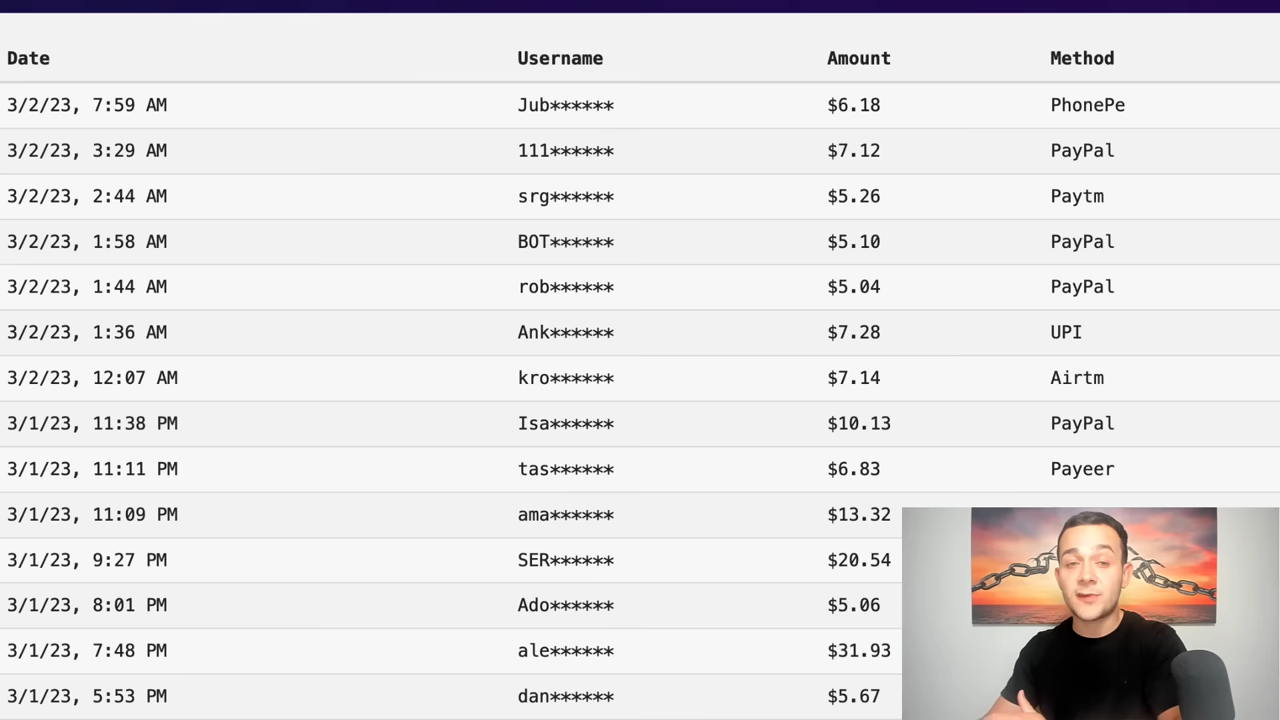 Date Username Amount Method
3/2/23, 7:59 AM Jub****** $6.18 PhonePe
3/2/23, 3:29 AM 111****** $7.12 PayPal
3/2/23, 2:44 AM srg****** $5.26 Paytm
3/2/23, 1:58 AM BOT****** $5.10 PayPal
3/2/23, 1:44 AM rob****** $5.04 PayPal
3/2/23, 1:36 AM Ank****** $7.28 UPI
3/2/23, 12:07 AM kro****** $7.14 Airtm
3/1/23, 11:38 PM Isa****** $10.13 PayPal
3/1/23, 11:11 PM tas****** $6.83 Payeer
3/1/23, 11:09 PM ama****** $13.32
3/1/23, 9:27 PM SER****** $20.54
3/1/23, 8:01 PM Ado****** $5.06
3/1/23, 7:48 PM ale****** $31.93
3/1/23, 5:53 PM dan****** $5.67